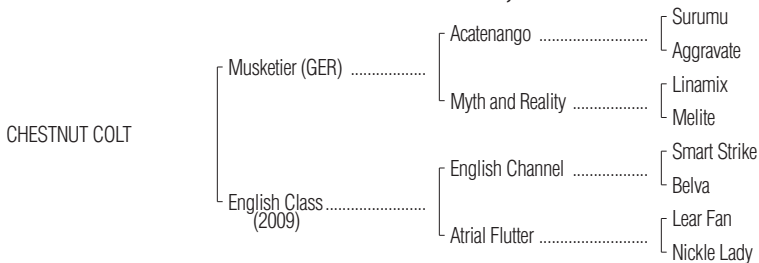 Surumu
Acatenango ..........................
Aggravate
Musketier (GER) ..................
Linamix
Myth and Reality ..................
Melite
CHESTNUT COLT
Smart Strike
English Channel ..................
Belva
English Class ........................
(2009)
Lear Fan
Atrial Flutter ..........................
Nickle Lady